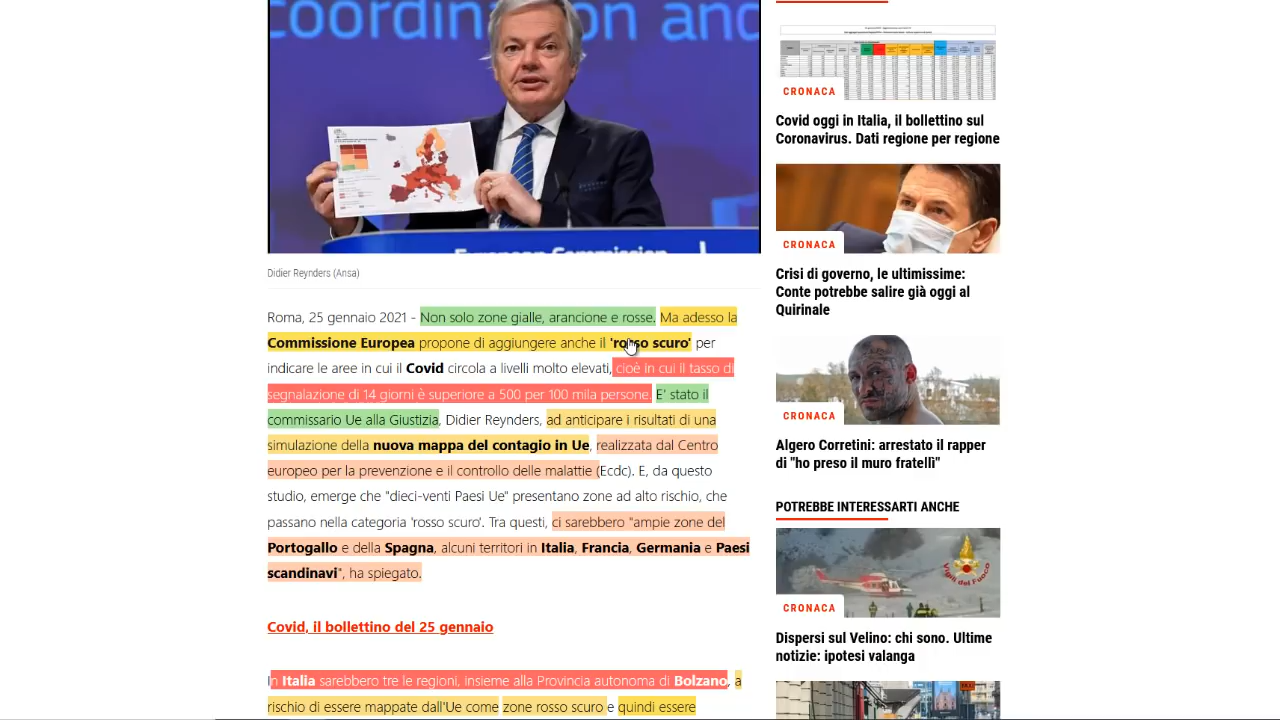 Coordination and
European Commission
Didier Reynders (Ansa)
Roma, 25 gennaio 2021 - Non solo zone gialle, arancione e rosse. Ma adesso la
Commissione Europea propone di aggiungere anche il 'rosso scuro' per
indicare le aree in cui il Covid circola a livelli molto elevati, cioè in cui il tasso di
segnalazione di 14 giorni è superiore a 500 per 100 mila persone. E' stato il
commissario Ue alla Giustizia, Didier Reynders, ad anticipare i risultati di una
simulazione della nuova mappa del contagio in Ue, realizzata dal Centro
europeo per la prevenzione e il controllo delle malattie (Ecdc). E, da questo
studio, emerge che "dieci-venti Paesi Ue" presentano zone ad alto rischio, che
passano nella categoria 'rosso scuro'. Tra questi, ci sarebbero "ampie zone del
Portogallo e della Spagna, alcuni territori in Italia, Francia, Germania e Paesi
scandinavi", ha spiegato.
Covid, il bollettino del 25 gennaio
In Italia sarebbero tre le regioni, insieme alla Provincia autonoma di Bolzano, a
rischio di essere mappate dall'Ue come zone rosso scuro e quindi essere
CRONACA
Covid oggi in Italia, il bollettino sul
Coronavirus. Dati regione per regione
CRONACA
Crisi di governo, le ultimissime:
Conte potrebbe salire già oggi al
Quirinale
CRONACA
Algero Corretini: arrestato il rapper
di "ho preso il muro fratellì"
POTREBBE INTERESSARTI ANCHE
Vigili del Fuoco
CRONACA
Dispersi sul Velino: chi sono. Ultime
notizie: ipotesi valanga